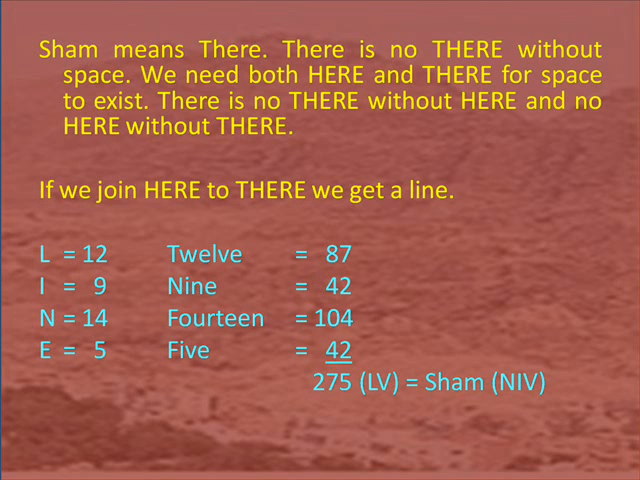 Sham means There. There is no THERE without
space. We need both HERE and THERE for space
to exist. There is no THERE without HERE and no
HERE without THERE.
If we join HERE to THERE we get a line.
L = 12 Twelve = 87
I = 9 Nine = 42
N = 14 Fourteen = 104
E = 5 Five = 42
275 (LV) = Sham (NIV)